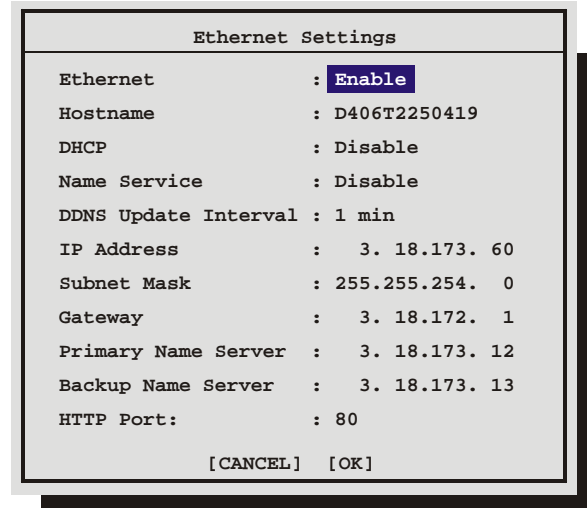 Ethernet Settings
Ethernet : Enable
Hostname : D406T2250419
DHCP : Disable
Name Service : Disable
DDNS Update Interval : 1 min
IP Address : 3. 18.173. 60
Subnet Mask : 255.255.254. 0
Gateway : 3. 18.172. 1
Primary Name Server : 3. 18.173. 12
Backup Name Server : 3. 18.173. 13
HTTP Port: : 80
[CANCEL] [OK]